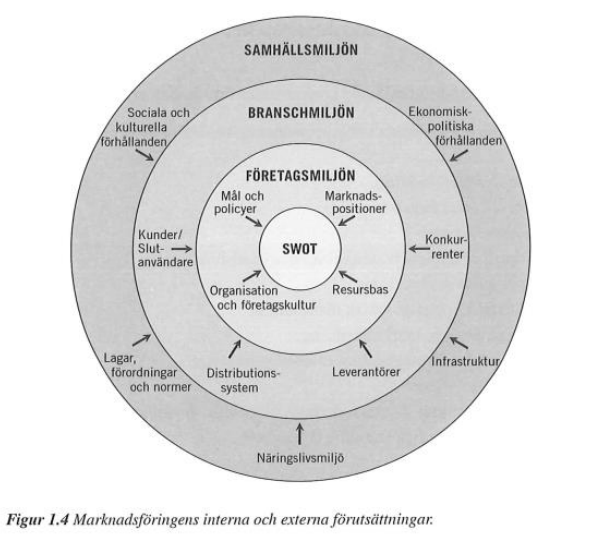 SAMHÄLLSMILJÖN
Sociala och
kulturella
förhållanden
BRANSCHMILJÖN
Ekonomisk-
politiska
förhållanden
FÖRETAGSMILJÖN
Mål och
policyer
Marknads-
positioner
Kunder/
Slut-
användare
SWOT
Konkur-
renter
Organisation
och företagskultur
Resursbas
Lagar,
förordningar
och normer
Distributions-
system
Leverantörer
Infrastruktur
Näringslivsmiljö
Figur 1.4 Marknadsföringens interna och externa förutsättningar.